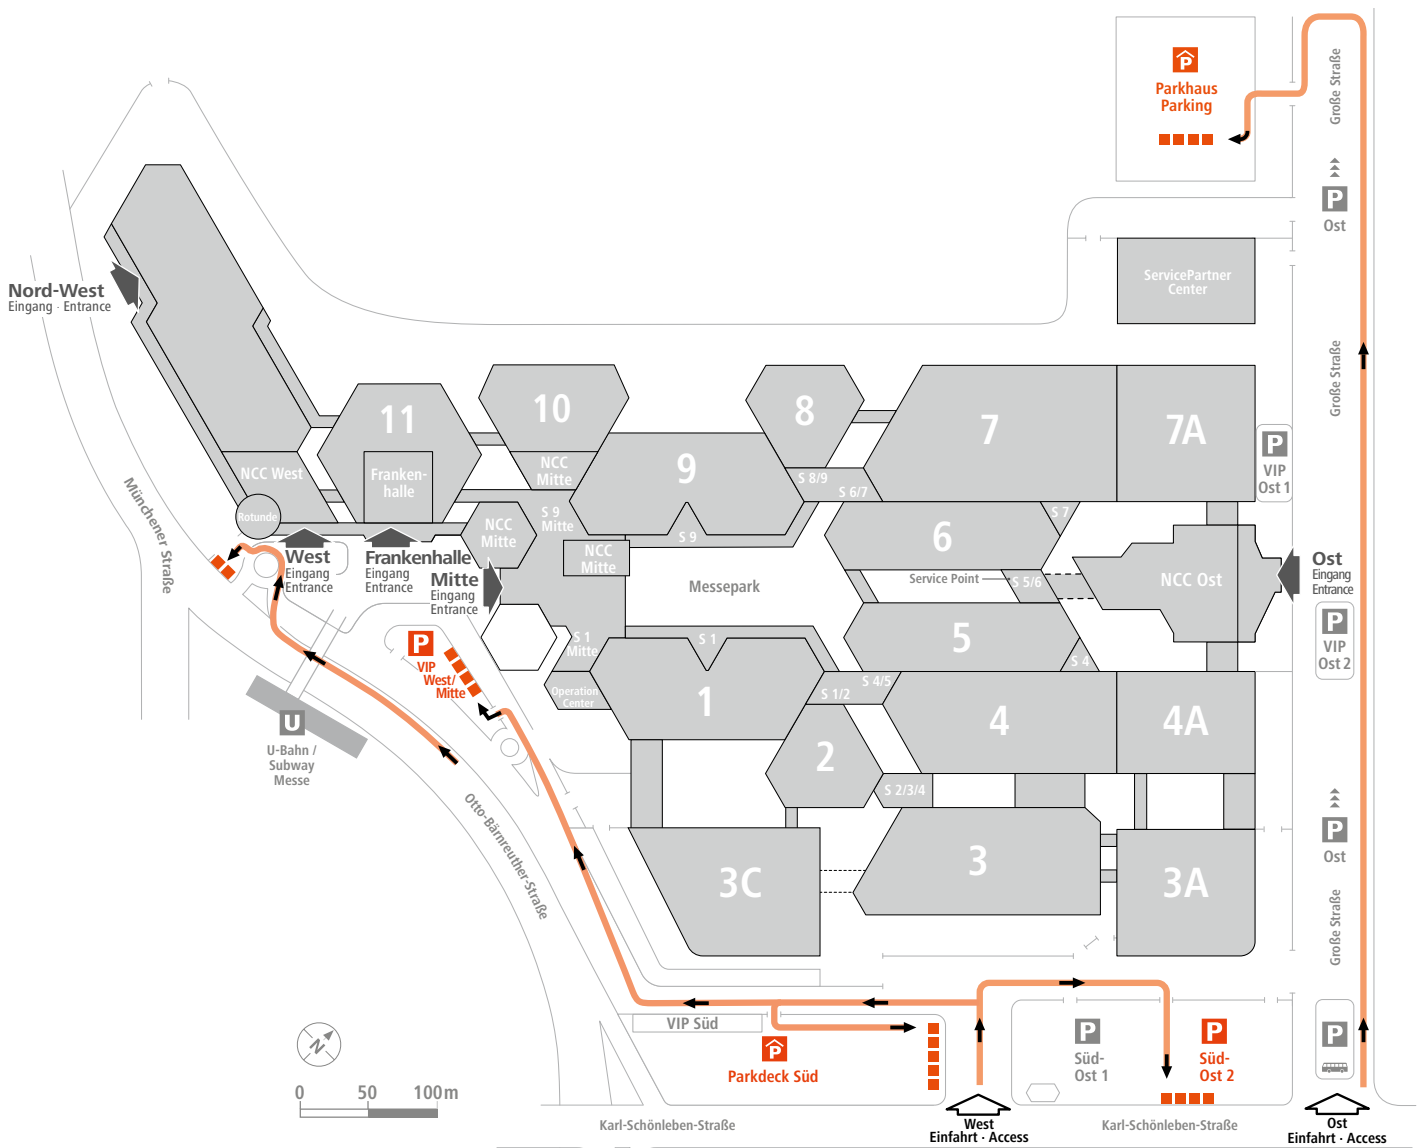 P
Parkhaus
Parking
Große Straße
P
Ost
ServicePartner
Center
Nord-West
Eingang · Entrance
Große Straße
10
8
7
7A
11
9
P
VIP
Ost 1
NCC West
Franken-
halle
NCC
Mitte
S 8/9
S 6/7
Rotunde
NCC
Mitte
S 9
Mitte
S 9
S 7
6
Münchener Straße
West
Eingang
Entrance
Frankenhalle
Eingang
Entrance
Mitte
Eingang
Entrance
NCC
Mitte
Messepark
Service Point
S 5/6
NCC Ost
Ost
Eingang
Entrance
P
VIP
Ost 2
P
VIP
West/
Mitte
S 1
Mitte
S 1
5
S 4
Operation
Center
1
S 1/2
S 4/5
4
4A
U
U-Bahn /
Subway
Messe
2
S 2/3/4
Otto-Bärnreuther-Straße
P
Ost
3C
3
3A
Große Straße
VIP Süd
P
Parkdeck Süd
P
Süd-
Ost 1
P
Süd-
Ost 2
P
N
0
50
100 m
Karl-Schönleben-Straße
West
Einfahrt · Access
Karl-Schönleben-Straße
Ost
Einfahrt · Access